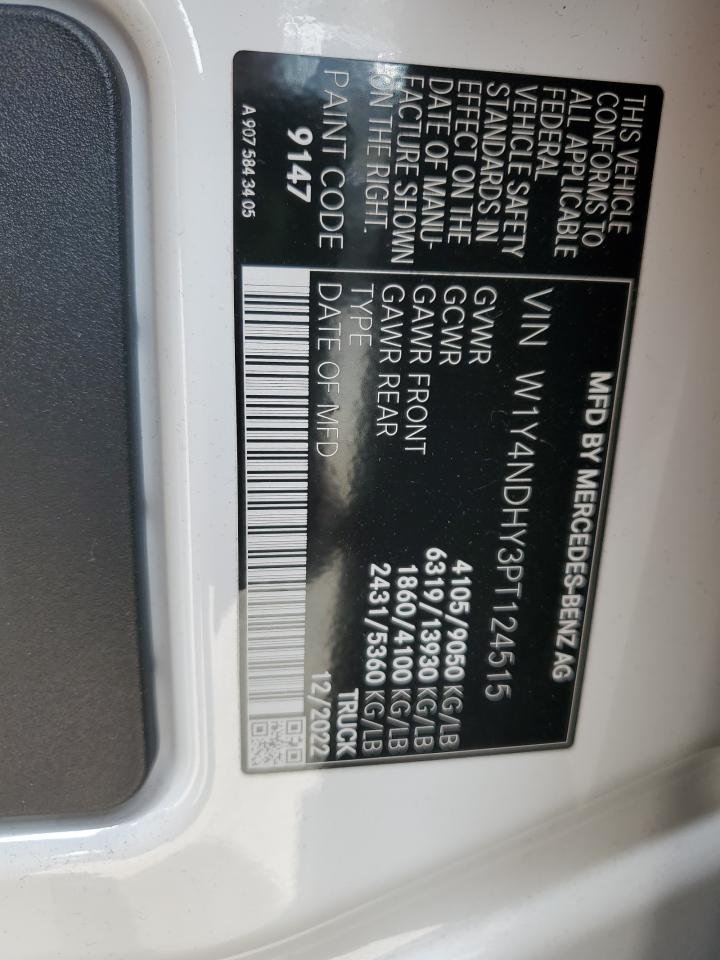 MFD BY MERCEDES-BENZ AG
THIS VEHICLE
CONFORMS TO
ALL APPLICABLE
FEDERAL
VEHICLE SAFETY
STANDARDS IN
EFFECT ON THE
DATE OF MANU-
FACTURE SHOWN
ON THE RIGHT.
PAINT CODE
9147
A 907 584 34 05
VIN W1Y4NDHY3PT124515
GVWR 4105/9050 KG/LB
GCWR 6319/13930 KG/LB
GAWR FRONT 1860/4100 KG/LB
GAWR REAR 2431/5360 KG/LB
TYPE TRUCK
DATE OF MFD 12/2022